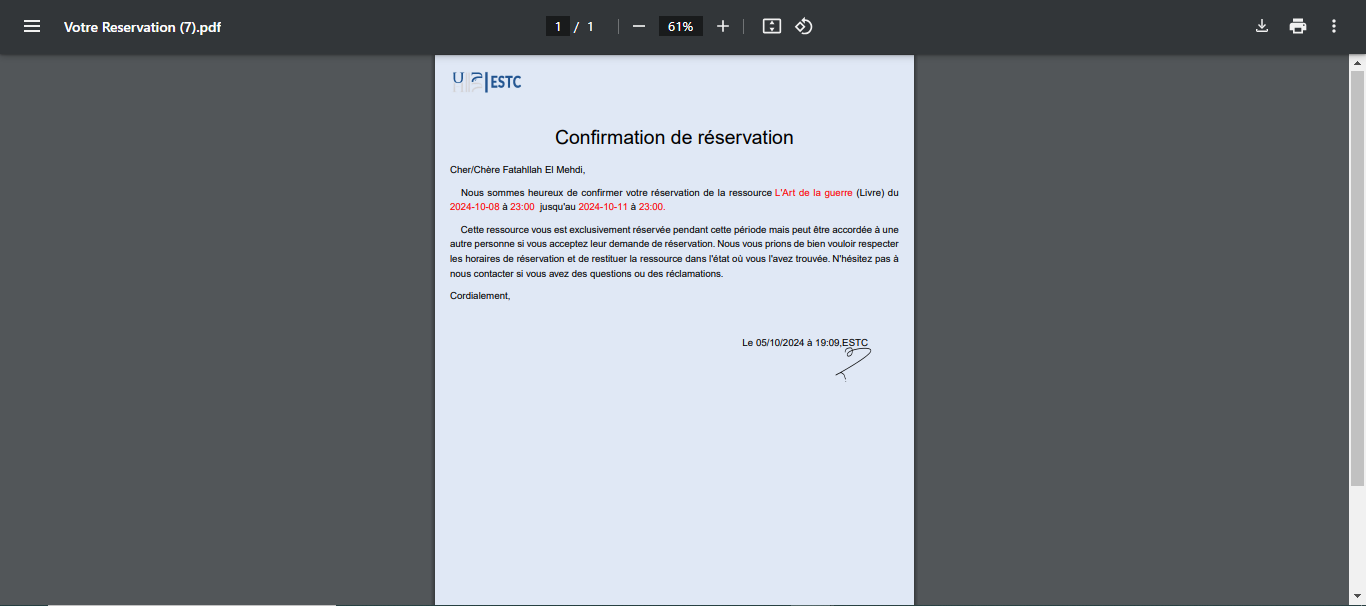 Votre Reservation (7).pdf
1 / 1
61%
ESTC
Confirmation de réservation
Cher/Chère Fatahllah El Mehdi,
Nous sommes heureux de confirmer votre réservation de la ressource L'Art de la guerre (Livre) du
2024-10-08 à 23:00 jusqu'au 2024-10-11 à 23:00.
Cette ressource vous est exclusivement réservée pendant cette période mais peut être accordée à une
autre personne si vous acceptez leur demande de réservation. Nous vous prions de bien vouloir respecter
les horaires de réservation et de restituer la ressource dans l'état où vous l'avez trouvée. N'hésitez pas à
nous contacter si vous avez des questions ou des réclamations.
Cordialement,
Le 05/10/2024 à 19:09,ESTC